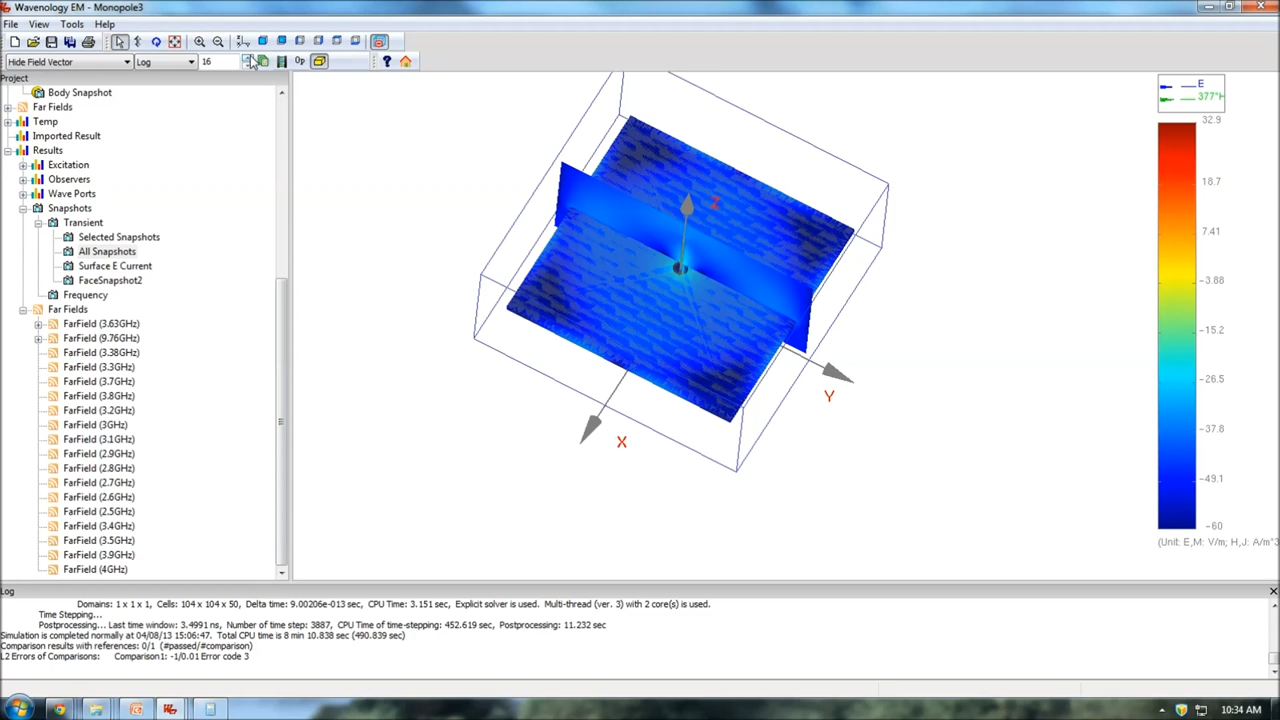 Wavenology EM - Monopole3
File View Tools Help
Hide Field Vector Log 16 Op ?
Project
Body Snapshot
Far Fields
Temp
Imported Result
Results
Excitation
Observers
Wave Ports
Snapshots
Transient
Selected Snapshots
All Snapshots
Surface E Current
FaceSnapshot2
Frequency
Far Fields
FarField (3.63GHz)
FarField (9.76GHz)
FarField (3.38GHz)
FarField (3.3GHz)
FarField (3.7GHz)
FarField (3.8GHz)
FarField (3.2GHz)
FarField (3GHz)
FarField (3.1GHz)
FarField (2.9GHz)
FarField (2.8GHz)
FarField (2.7GHz)
FarField (2.6GHz)
FarField (2.5GHz)
FarField (3.4GHz)
FarField (3.5GHz)
FarField (3.9GHz)
FarField (4GHz)
Z
Y
X
E
377*H
32.9
18.7
7.41
-3.88
-15.2
-26.5
-37.8
-49.1
-60
(Unit: E,M: V/m; H,J: A/m^3
Log
Domains: 1 x 1 x 1, Cells: 104 x 104 x 50, Delta time: 9.00206e-013 sec, CPU Time: 3.151 sec, Explicit solver is used. Multi-thread (ver. 3) with 2 core(s) is used.
Time Stepping...
Postprocessing... Last time window: 3.4991 ns, Number of time step: 3887, CPU Time of time-stepping: 452.619 sec, Postprocessing: 11.232 sec
Simulation is completed normally at 04/08/13 15:06:47. Total CPU time is 8 min 10.838 sec (490.839 sec)
Comparison results with references: 0/1 (#passed/#comparison)
L2 Errors of Comparisons: Comparison1: -1/0.01 Error code 3
10:34 AM